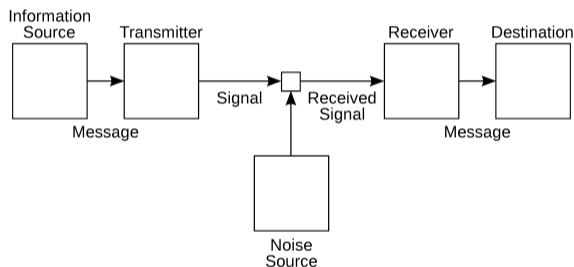 Information
Source
Transmitter
Receiver
Destination
Signal
Received
Signal
Message
Message
Noise
Source